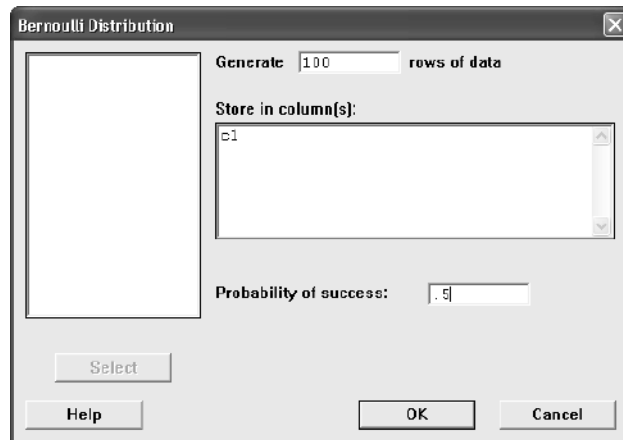 Bernoulli Distribution
Generate 100 rows of data
Store in column(s):
c1
Probability of success: .5
Select
Help OK Cancel